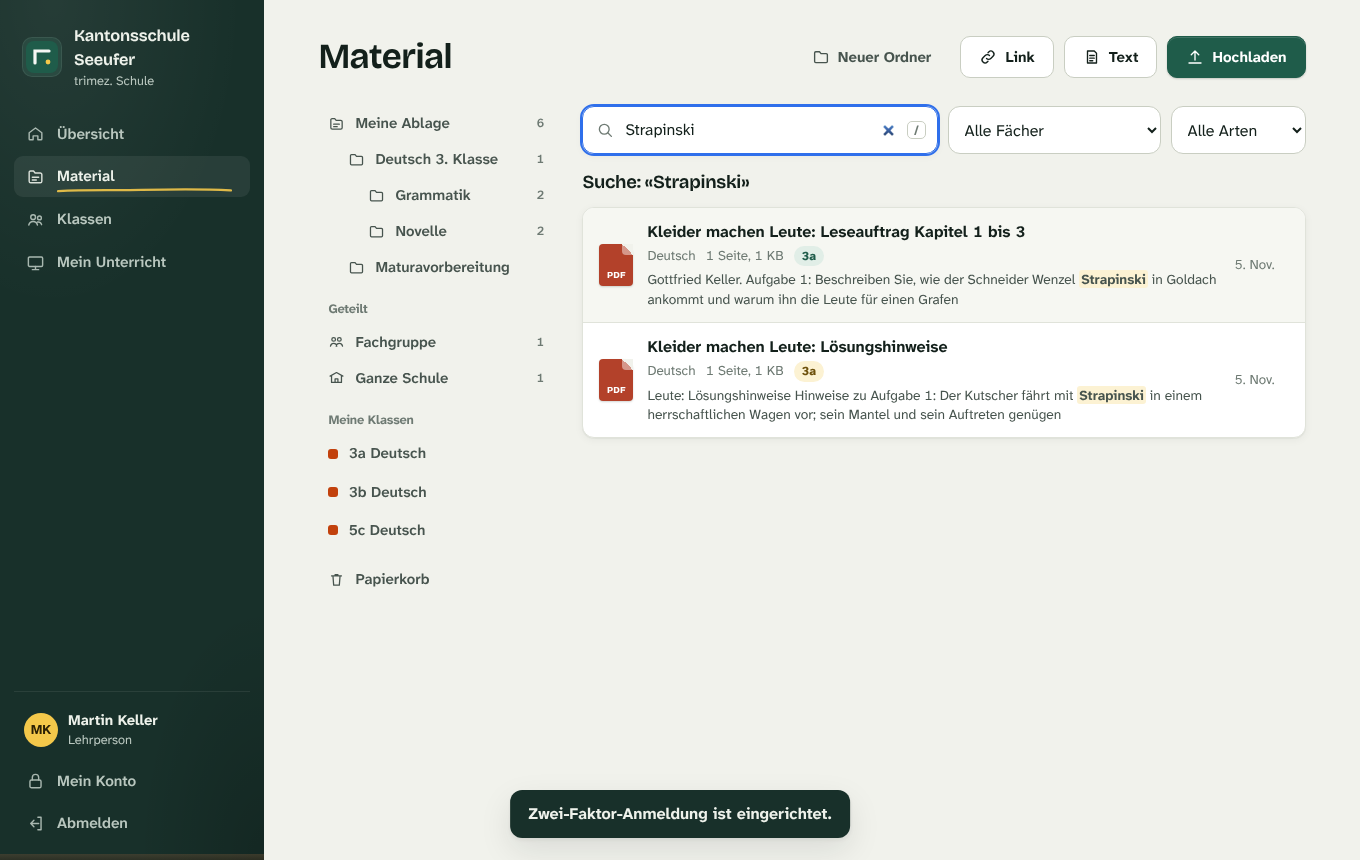 Kantonsschule
Seeufer
trimez. Schule
Übersicht
Material
Klassen
Mein Unterricht
Martin Keller
MK
Lehrperson
Mein Konto
Abmelden
Material
Neuer Ordner
Link
Text
Hochladen
Meine Ablage 6
Deutsch 3. Klasse 1
Grammatik 2
Novelle 2
Maturavorbereitung
Geteilt
Fachgruppe 1
Ganze Schule 1
Meine Klassen
3a Deutsch
3b Deutsch
5c Deutsch
Papierkorb
Strapinski /
Alle Fächer
Alle Arten
Suche: «Strapinski»
Kleider machen Leute: Leseauftrag Kapitel 1 bis 3
Deutsch 1 Seite, 1 KB 3a
PDF
Gottfried Keller. Aufgabe 1: Beschreiben Sie, wie der Schneider Wenzel Strapinski in Goldach
ankommt und warum ihn die Leute für einen Grafen
5. Nov.
Kleider machen Leute: Lösungshinweise
Deutsch 1 Seite, 1 KB 3a
PDF
Leute: Lösungshinweise Hinweise zu Aufgabe 1: Der Kutscher fährt mit Strapinski in einem
herrschaftlichen Wagen vor; sein Mantel und sein Auftreten genügen
5. Nov.
Zwei-Faktor-Anmeldung ist eingerichtet.